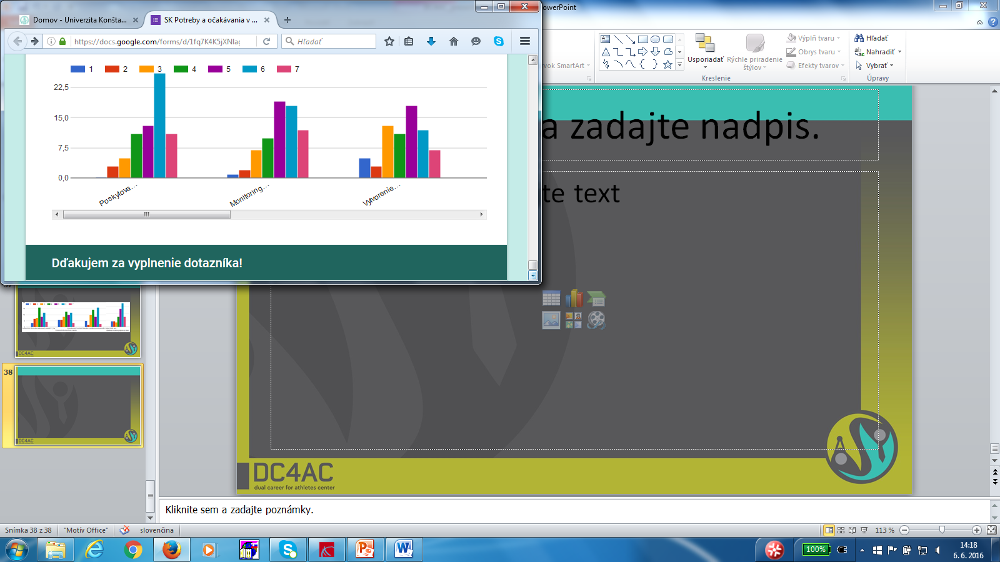 PowerPoint
Domov - Univerzita Konšta...
SK Potreby a očakávania v ...
https://docs.google.com/forms/d/1fq7K4K5jXNlag
Hľadať
1 2 3 4 5 6 7
22,5
15,0
7,5
0,0
Poskytova...
Monitoring...
Vytvorenie...
Dďakujem za vyplnenie dotazníka!
rvok SmartArt
Usporiadať
Rýchle priradenie
štýlov
Výplň tvaru
Obrys tvaru
Efekty tvarov
Kreslenie
Hľadať
Nahradiť
Vybrať
Úpravy
a zadajte nadpis.
te text
DC4AC
dual career for athletes center
37
DC4AC
38
DC4AC
Kliknite sem a zadajte poznámky.
Snímka 38 z 38
"Motív Office"
slovenčina
113 %
100%
14:18
6. 6. 2016